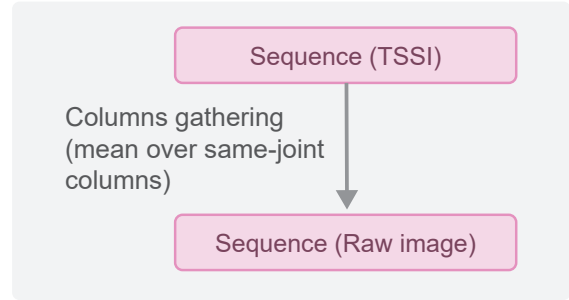 Sequence (TSSI)
Columns gathering
(mean over same-joint
columns)
Sequence (Raw image)